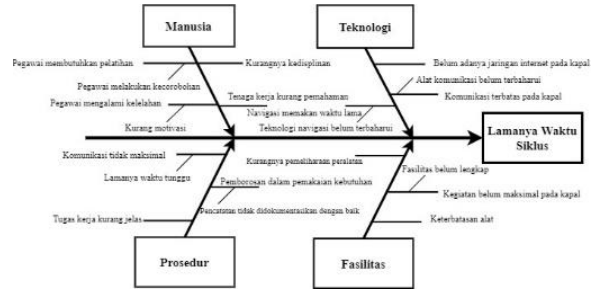 Manusia
Teknologi
Pegawai membutuhkan pelatihan
Kurangnya kedisplinan
Pegawai melakukan kecorobohan
Pegawai mengalami kelelahan
Tenaga kerja kurang pemahaman
Kurang motivasi
Belum adanya jaringan internet pada kapal
Alat komunikasi belum terbaharui
Komunikasi terbatas pada kapal
Navigasi memakan waktu lama
Teknologi navigasi belum terbaharui
Lamanya Waktu
Siklus
Komunikasi tidak maksimal
Lamanya waktu tunggu
Pemborosan dalam pemakaian kebutuhan
Pencatatan tidak didokumentasikan dengan baik
Tugas kerja kurang jelas
Kurangnya pemeliharaan peralatan
Fasilitas belum lengkap
Kegiatan belum maksimal pada kapal
Keterbatasan alat
Prosedur
Fasilitas